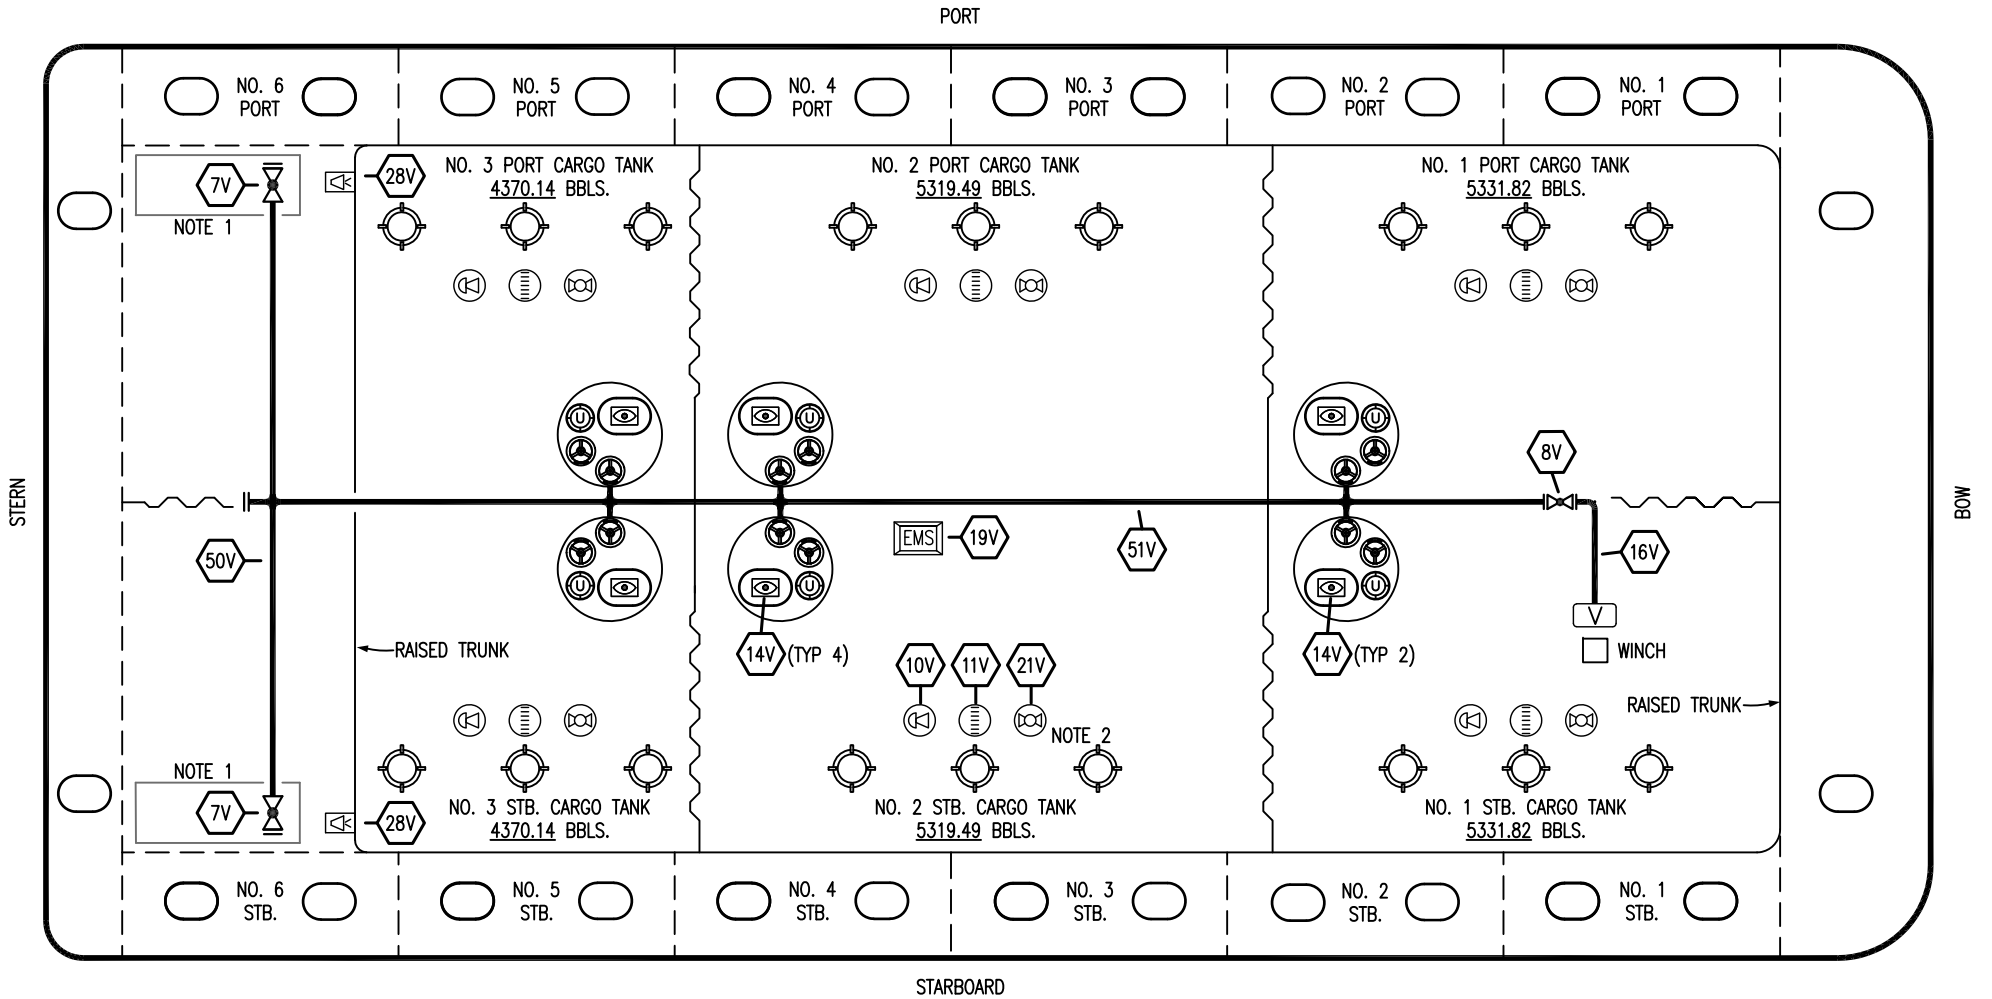 PORT
NO. 6
PORT
NO. 5
PORT
NO. 4
PORT
NO. 3
PORT
NO. 2
PORT
NO. 1
PORT
7V
NOTE 1
28V
NO. 3 PORT CARGO TANK
4370.14 BBLS.
NO. 2 PORT CARGO TANK
5319.49 BBLS.
NO. 1 PORT CARGO TANK
5331.82 BBLS.
U
U
U
8V
STERN
BOW
50V
EMS
19V
51V
16V
U
U
U
V
WINCH
RAISED TRUNK
14V (TYP 4)
10V
11V
21V
14V (TYP 2)
RAISED TRUNK
NOTE 2
NOTE 1
7V
28V
NO. 3 STB. CARGO TANK
4370.14 BBLS.
NO. 2 STB. CARGO TANK
5319.49 BBLS.
NO. 1 STB. CARGO TANK
5331.82 BBLS.
NO. 6
STB.
NO. 5
STB.
NO. 4
STB.
NO. 3
STB.
NO. 2
STB.
NO. 1
STB.
STARBOARD